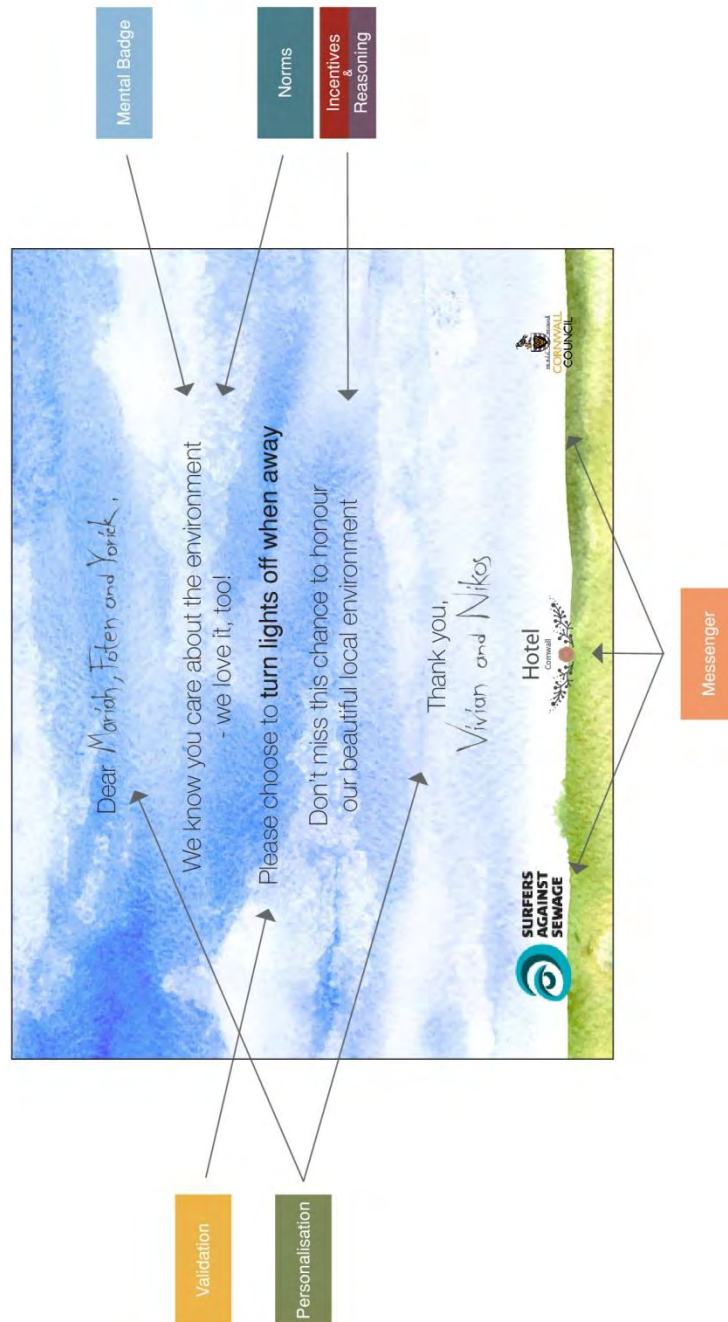 Mental Badge
Norms
Incentives
&
Reasoning
Validation
Personalisation
Dear Mariah, Foten and Yorick,
We know you care about the environment
- we love it, too!
Please choose to turn lights off when away
Don't miss this chance to honour
our beautiful local environment
Thank you,
Vivian and Nikos
SURFERS
AGAINST
SEWAGE
Hotel
Cornwall
CORNWALL
COUNCIL
Messenger